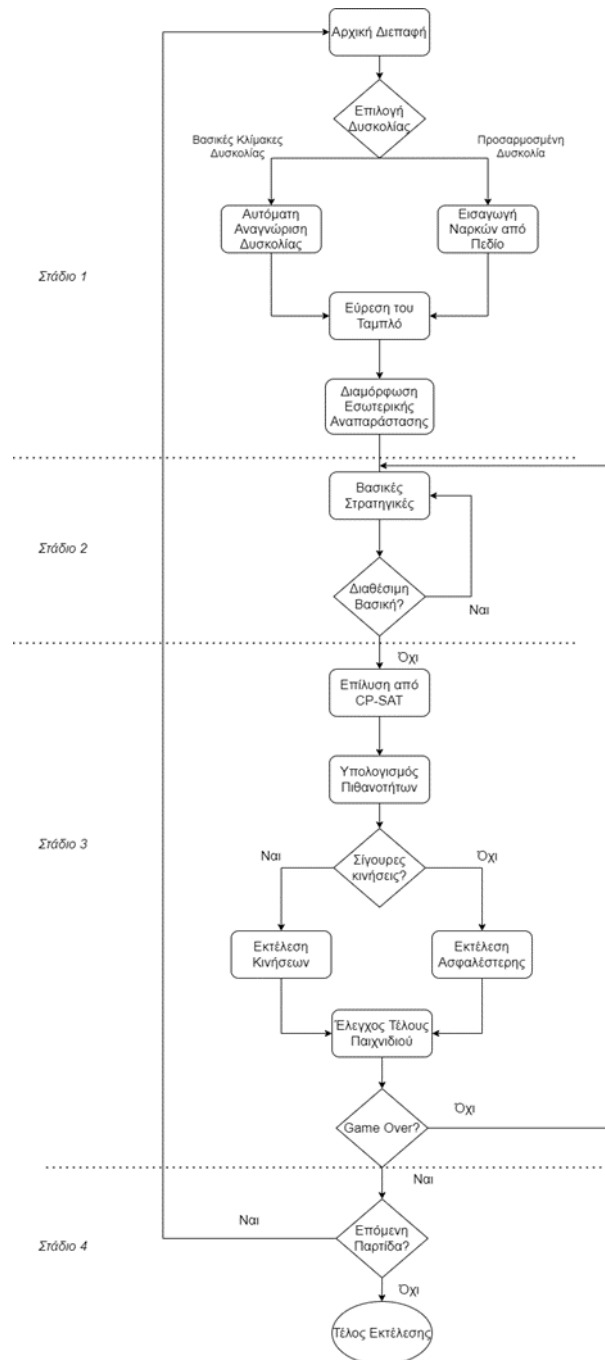 Αρχική Διεπαφή
Επιλογή
Δυσκολίας
Βασικές Κλίμακες
Δυσκολίας
Προσαρμοσμένη
Δυσκολία
Αυτόματη
Αναγνώριση
Δυσκολίας
Εισαγωγή
Ναρκών από
Πεδίο
Στάδιο 1
Εύρεση του
Ταμπλό
Διαμόρφωση
Εσωτερικής
Αναπαράστασης
Βασικές
Στρατηγικές
Στάδιο 2
Διαθέσιμη
Βασική?
Ναι
Όχι
Επίλυση από
CP-SAT
Υπολογισμός
Πιθανοτήτων
Στάδιο 3
Ναι
Σίγουρες
κινήσεις?
Όχι
Εκτέλεση
Κινήσεων
Εκτέλεση
Ασφαλέστερης
Έλεγχος Τέλους
Παιχνιδιού
Όχι
Game Over?
Ναι
Ναι
Επόμενη
Παρτίδα?
Στάδιο 4
Όχι
Τέλος Εκτέλεσης